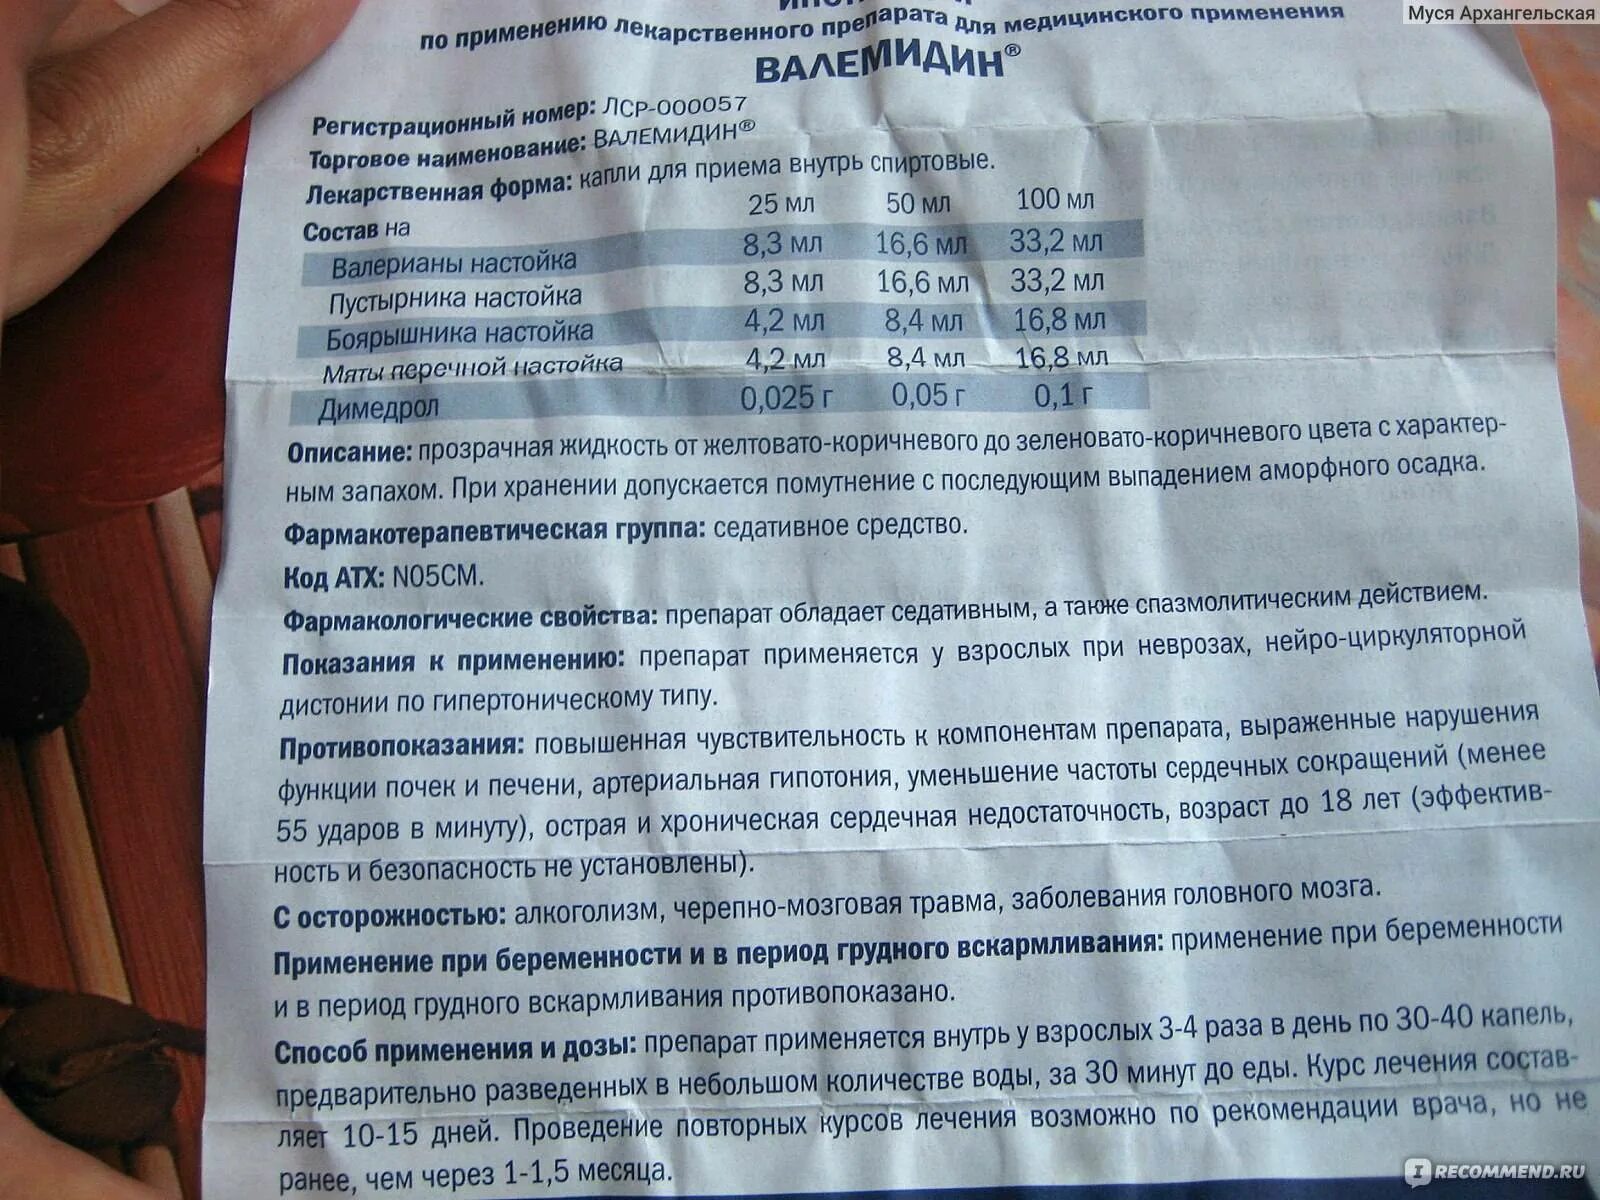 Муся Архангельская
по применению лекарственного препарата для медицинского применения
ВАЛЕМИДИН®
Регистрационный номер: ЛСР-000057
Торговое наименование: ВАЛЕМИДИН®
Лекарственная форма: капли для приема внутрь спиртовые.
Состав на 25 мл 50 мл 100 мл
Валерианы настойка 8,3 мл 16,6 мл 33,2 мл
Пустырника настойка 8,3 мл 16,6 мл 33,2 мл
Боярышника настойка 4,2 мл 8,4 мл 16,8 мл
Мяты перечной настойка 4,2 мл 8,4 мл 16,8 мл
Димедрол 0,025 г 0,05 г 0,1 г
Описание: прозрачная жидкость от желтовато-коричневого до зеленовато-коричневого цвета с характер-
ным запахом. При хранении допускается помутнение с последующим выпадением аморфного осадка.
Фармакотерапевтическая группа: седативное средство.
Код АТХ: N05CM.
Фармакологические свойства: препарат обладает седативным, а также спазмолитическим действием.
Показания к применению: препарат применяется у взрослых при неврозах, нейро-циркуляторной
дистонии по гипертоническому типу.
Противопоказания: повышенная чувствительность к компонентам препарата, выраженные нарушения
функции почек и печени, артериальная гипотония, уменьшение частоты сердечных сокращений (менее
55 ударов в минуту), острая и хроническая сердечная недостаточность, возраст до 18 лет (эффектив-
ность и безопасность не установлены).
С осторожностью: алкоголизм, черепно-мозговая травма, заболевания головного мозга.
Применение при беременности и в период грудного вскармливания: применение при беременности
и в период грудного вскармливания противопоказано.
Способ применения и дозы: препарат применяется внутрь у взрослых 3-4 раза в день по 30-40 капель,
предварительно разведенных в небольшом количестве воды, за 30 минут до еды. Курс лечения состав-
ляет 10-15 дней. Проведение повторных курсов лечения возможно по рекомендации врача, но не
ранее, чем через 1-1,5 месяца.
RECOMMEND.RU